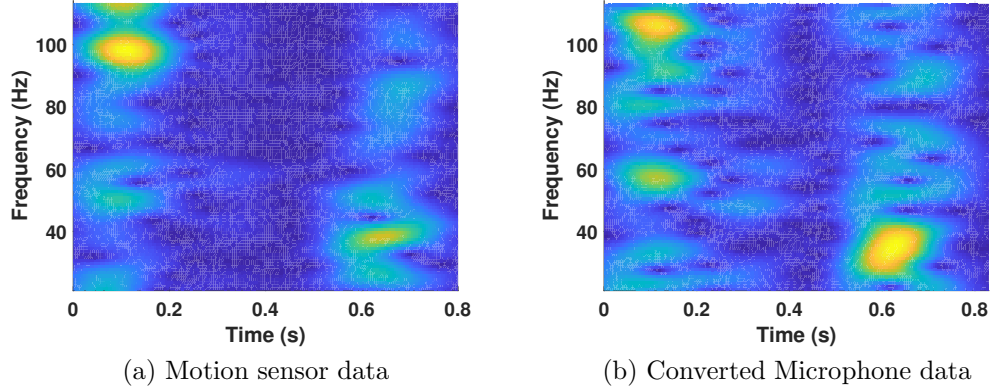 100
80
60
40
Frequency (Hz)
0 0.2 0.4 0.6 0.8
Time (s)
(a) Motion sensor data
100
80
60
40
Frequency (Hz)
0 0.2 0.4 0.6 0.8
Time (s)
(b) Converted Microphone data